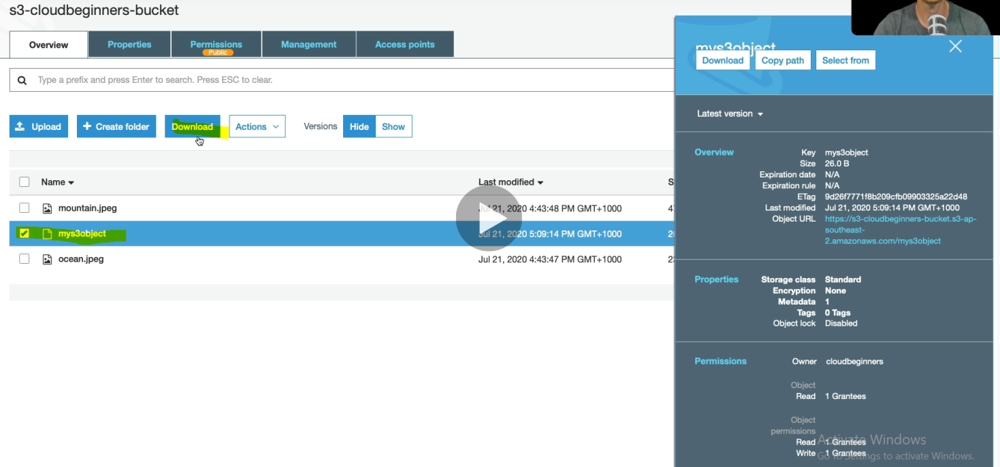 s3-cloudbeginners-bucket
Overview Properties Permissions Management Access points
Public
Type a prefix and press Enter to search. Press ESC to clear.
Upload Create folder Download Actions Versions Hide Show
Name Last modified S
mountain.jpeg Jul 21, 2020 4:43:48 PM GMT+1000
mys3object Jul 21, 2020 5:09:14 PM GMT+1000
ocean.jpeg Jul 21, 2020 4:43:47 PM GMT+1000
mys3object
Download Copy path Select from
Latest version
Overview
Key mys3object
Size 26.0 B
Expiration date N/A
Expiration rule N/A
ETag 9d26f7771f8b209cfb09903325a22d48
Last modified Jul 21, 2020 5:09:14 PM GMT+1000
Object URL https://s3-cloudbeginners-bucket.s3-ap-
southeast-
2.amazonaws.com/mys3object
Properties
Storage class Standard
Encryption None
Metadata 1
Tags 0 Tags
Object lock Disabled
Permissions
Owner cloudbeginners
Object
Read 1 Grantees
Object
permissions
Read 1 Grantees
Write 1 Grantees
Activate Windows
Go to Settings to activate Windows.